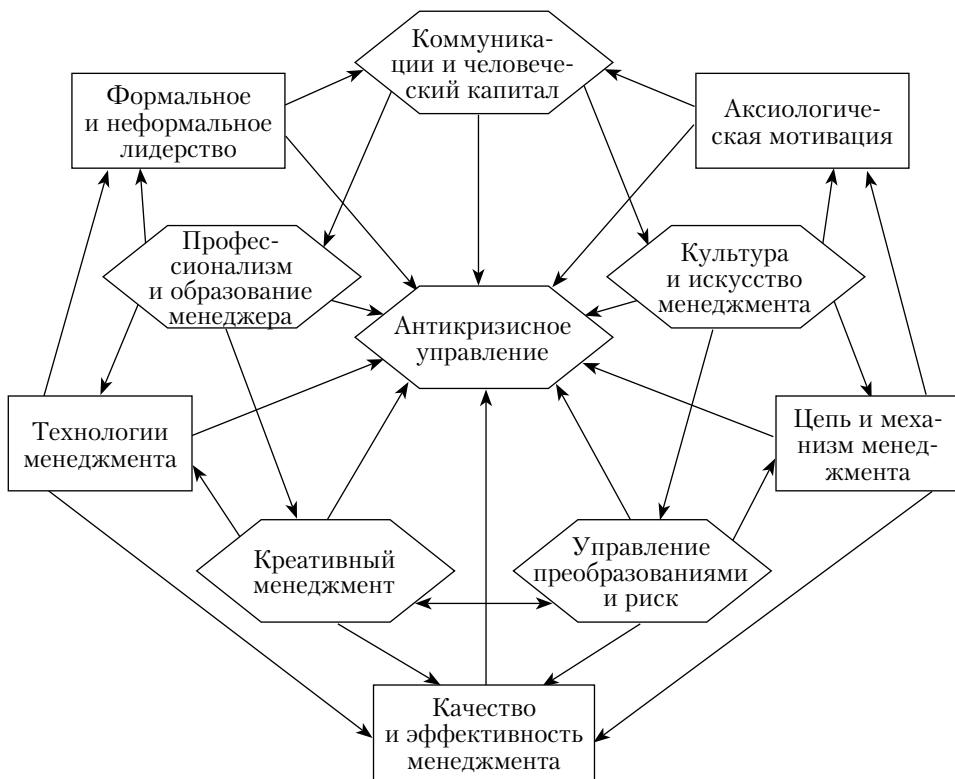 Коммуника-
ции и человече-
ский капитал
Формальное
и неформальное
лидерство
Аксиологиче-
ская мотивация
Профес-
сионализм
и образование
менеджера
Культура
и искусство
менеджмента
Антикризисное
управление
Технологии
менеджмента
Цепь и меха-
низм менед-
жмента
Креативный
менеджмент
Управление
преобразованиями
и риск
Качество
и эффективность
менеджмента